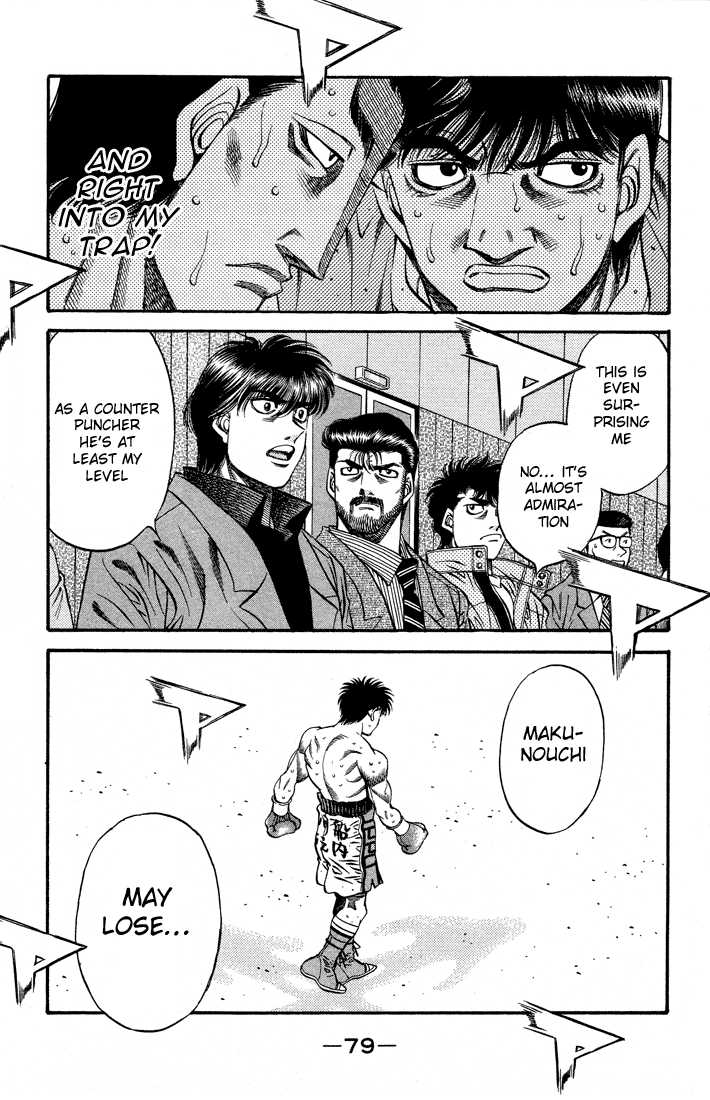 AND
RIGHT
INTO MY
TRAP!
THIS IS
EVEN
SUR-
PRISING
ME
NO... IT'S
ALMOST
ADMIRA-
TION
AS A COUNTER
PUNCHER
HE'S AT
LEAST MY
LEVEL
MAKU-
NOUCHI
MAY
LOSE...
—79—